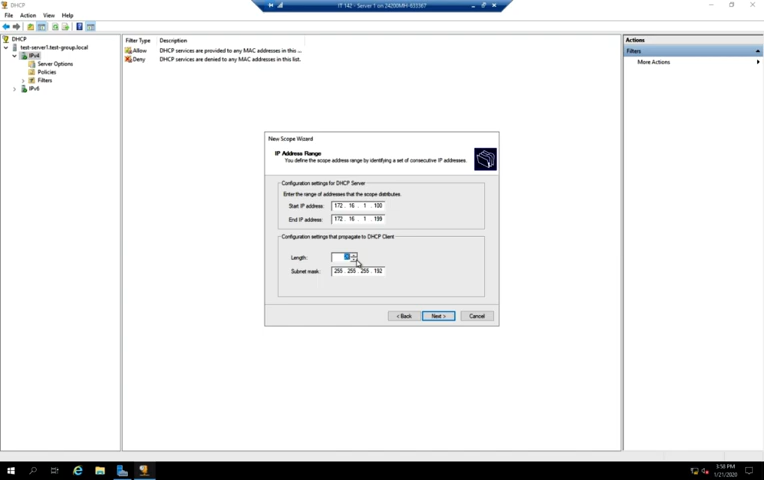 DHCP
IT 142 - Server 1 on 24200MH-633367
File Action View Help
DHCP
test-server1.test-group.local
IPv4
Server Options
Policies
Filters
IPv6
Filter Type Description
Allow DHCP services are provided to any MAC addresses in this ...
Deny DHCP services are denied to any MAC addresses in this list.
Actions
Filters
More Actions
New Scope Wizard
IP Address Range
You define the scope address range by identifying a set of consecutive IP addresses.
Configuration settings for DHCP Server
Enter the range of addresses that the scope distributes.
Start IP address: 172 . 16 . 1 . 100
End IP address: 172 . 16 . 1 . 199
Configuration settings that propagate to DHCP Client
Length:
Subnet mask: 255 . 255 . 255 . 192
< Back Next > Cancel
3:58 PM
1/21/2020